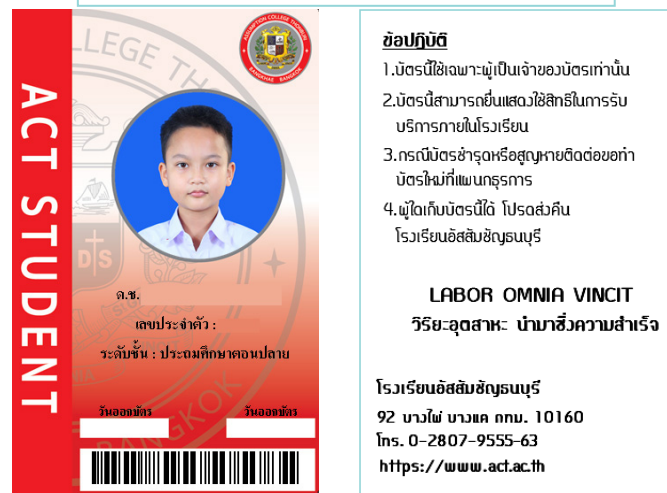 ACT STUDENT
ASSUMPTION COLLEGE THONBURI
BANGKHAE BANGKOK
LLEGE TH
D S
BANGKOK
ด.ช.
เลขประจำตัว :
ระดับชั้น : ประถมศึกษาตอนปลาย
วันออกบัตร
วันออกบัตร
ข้อปฏิบัติ
1.บัตรนี้ใช้เฉพาะผู้เป็นเจ้าของบัตรเท่านั้น
2.บัตรนี้สามารถยื่นแสดงใช้สิทธิในการรับ
บริการภายในโรงเรียน
3.กรณีบัตรชำรุดหรือสูญหายติดต่อขอทำ
บัตรใหม่ที่แผนกธุรการ
4.ผู้ใดเก็บบัตรนี้ได้ โปรดส่งคืน
โรงเรียนอัสสัมชัญธนบุรี
LABOR OMNIA VINCIT
วิริยะอุตสาหะ นำมาซึ่งความสำเร็จ
โรงเรียนอัสสัมชัญธนบุรี
92 บางไผ่ บางแค กทม. 10160
โทร. 0-2807-9555-63
https://www.act.ac.th